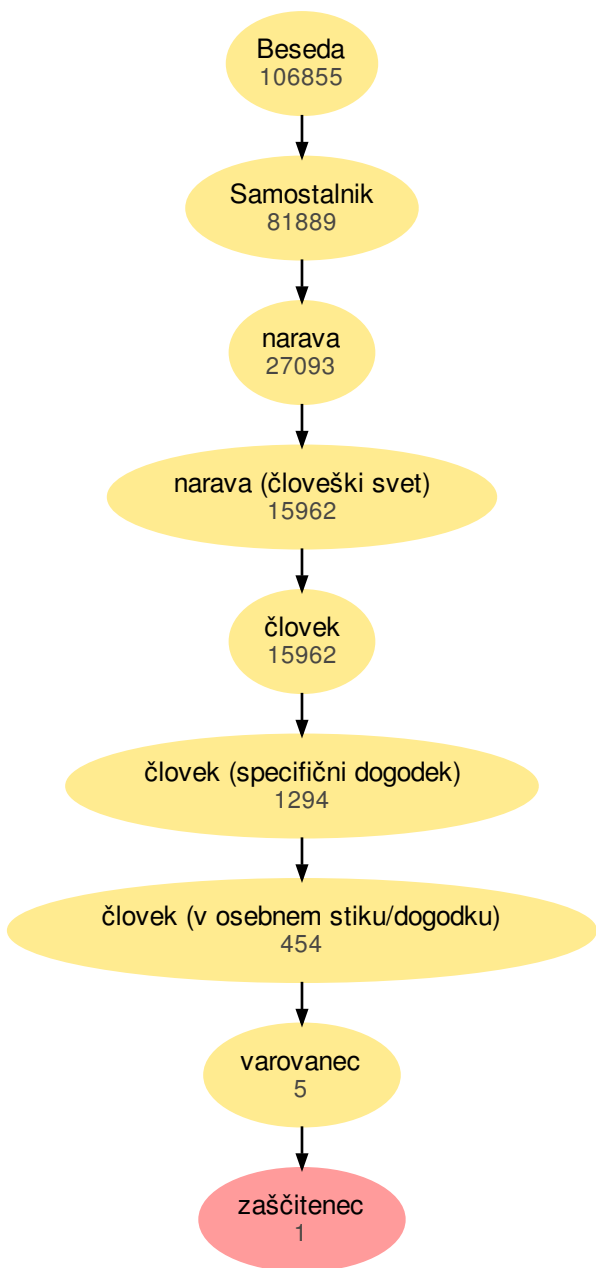 Beseda
106855
Samostalnik
81889
narava
27093
narava (človeški svet)
15962
človek
15962
človek (specifični dogodek)
1294
človek (v osebnem stiku/dogodku)
454
varovanec
5
zaščitenec
1